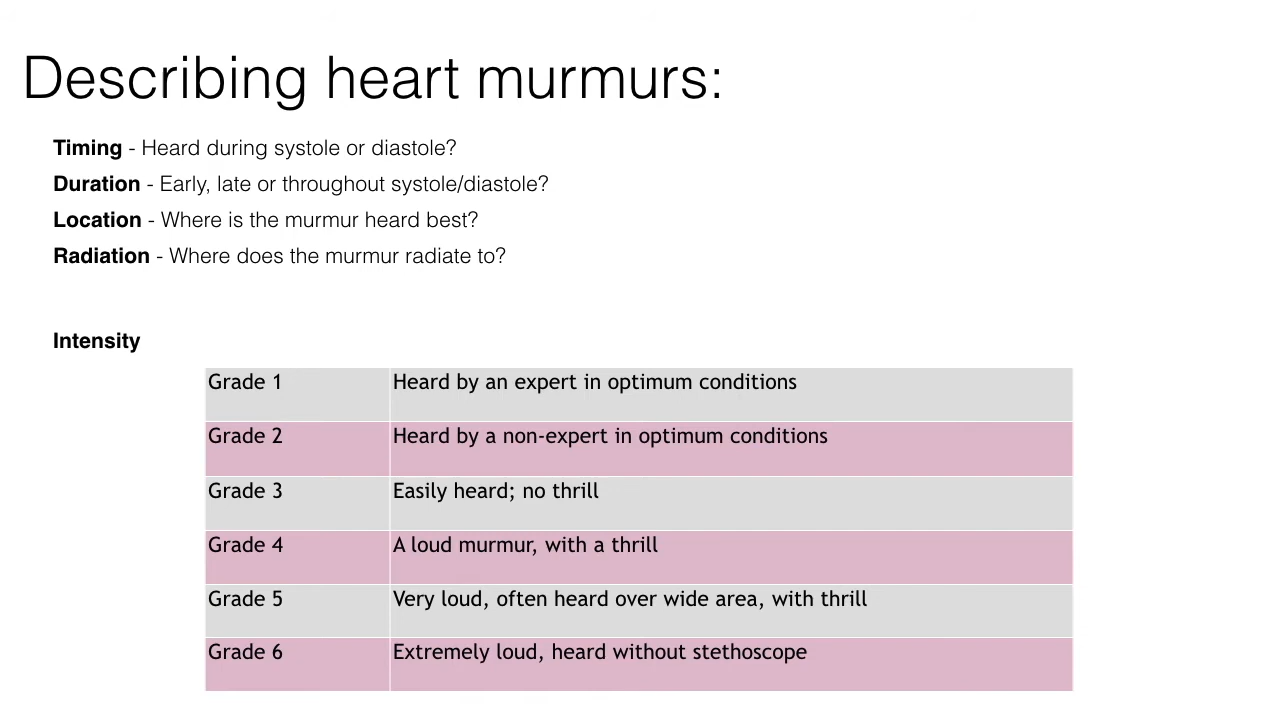 Describing heart murmurs:
Timing - Heard during systole or diastole?
Duration - Early, late or throughout systole/diastole?
Location - Where is the murmur heard best?
Radiation - Where does the murmur radiate to?
Intensity
Grade 1 Heard by an expert in optimum conditions
Grade 2 Heard by a non-expert in optimum conditions
Grade 3 Easily heard; no thrill
Grade 4 A loud murmur, with a thrill
Grade 5 Very loud, often heard over wide area, with thrill
Grade 6 Extremely loud, heard without stethoscope